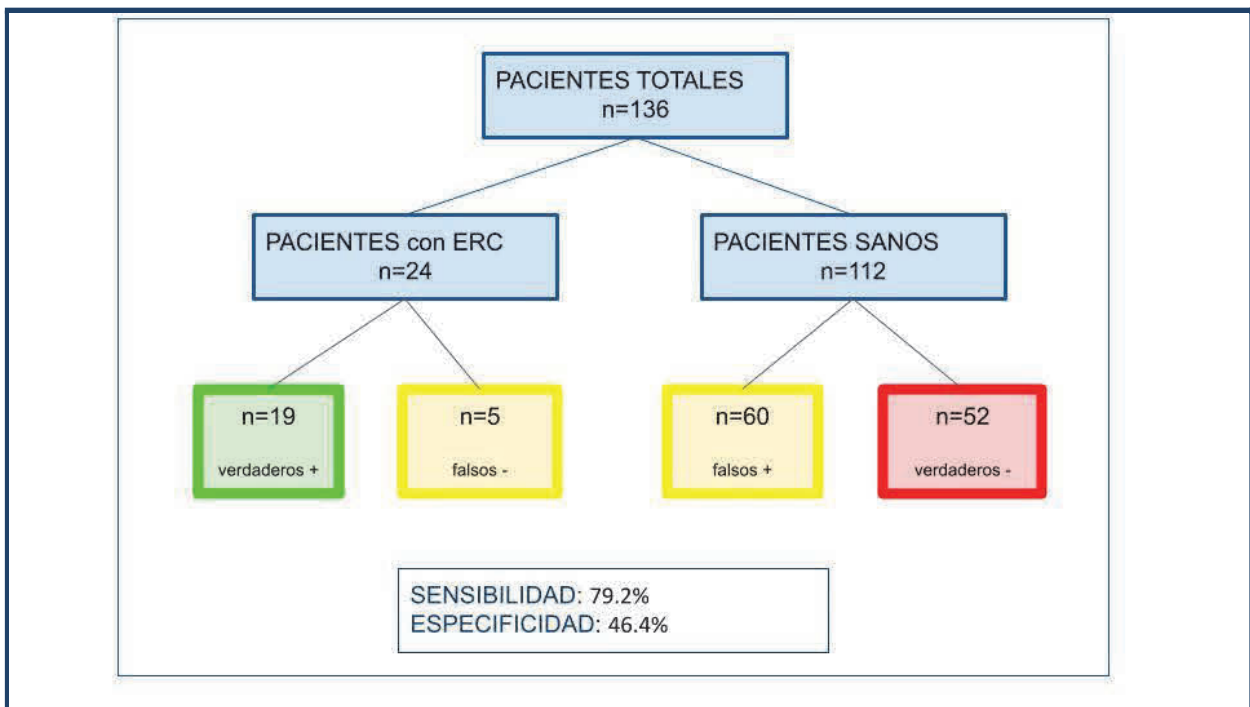 PACIENTES TOTALES
n=136
PACIENTES con ERC
n=24
PACIENTES SANOS
n=112
n=19
verdaderos +
n=5
falsos -
n=60
falsos +
n=52
verdaderos -
SENSIBILIDAD: 79.2%
ESPECIFICIDAD: 46.4%